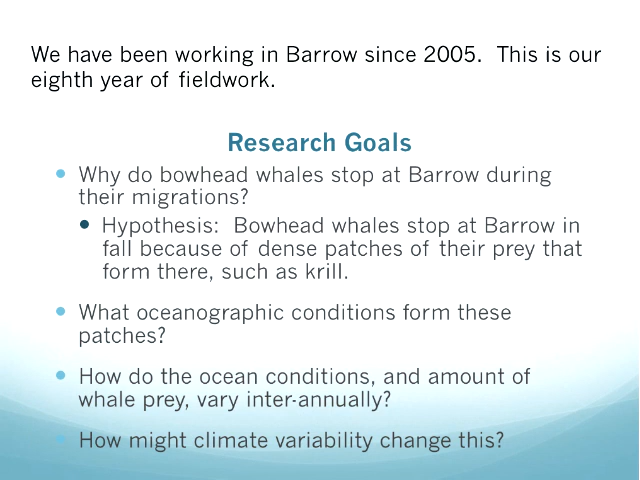 We have been working in Barrow since 2005.  This is our
eighth year of fieldwork.
Research Goals
• Why do bowhead whales stop at Barrow during
their migrations?
• Hypothesis:  Bowhead whales stop at Barrow in
fall because of dense patches of their prey that
form there, such as krill.
• What oceanographic conditions form these
patches?
• How do the ocean conditions, and amount of
whale prey, vary inter-annually?
• How might climate variability change this?